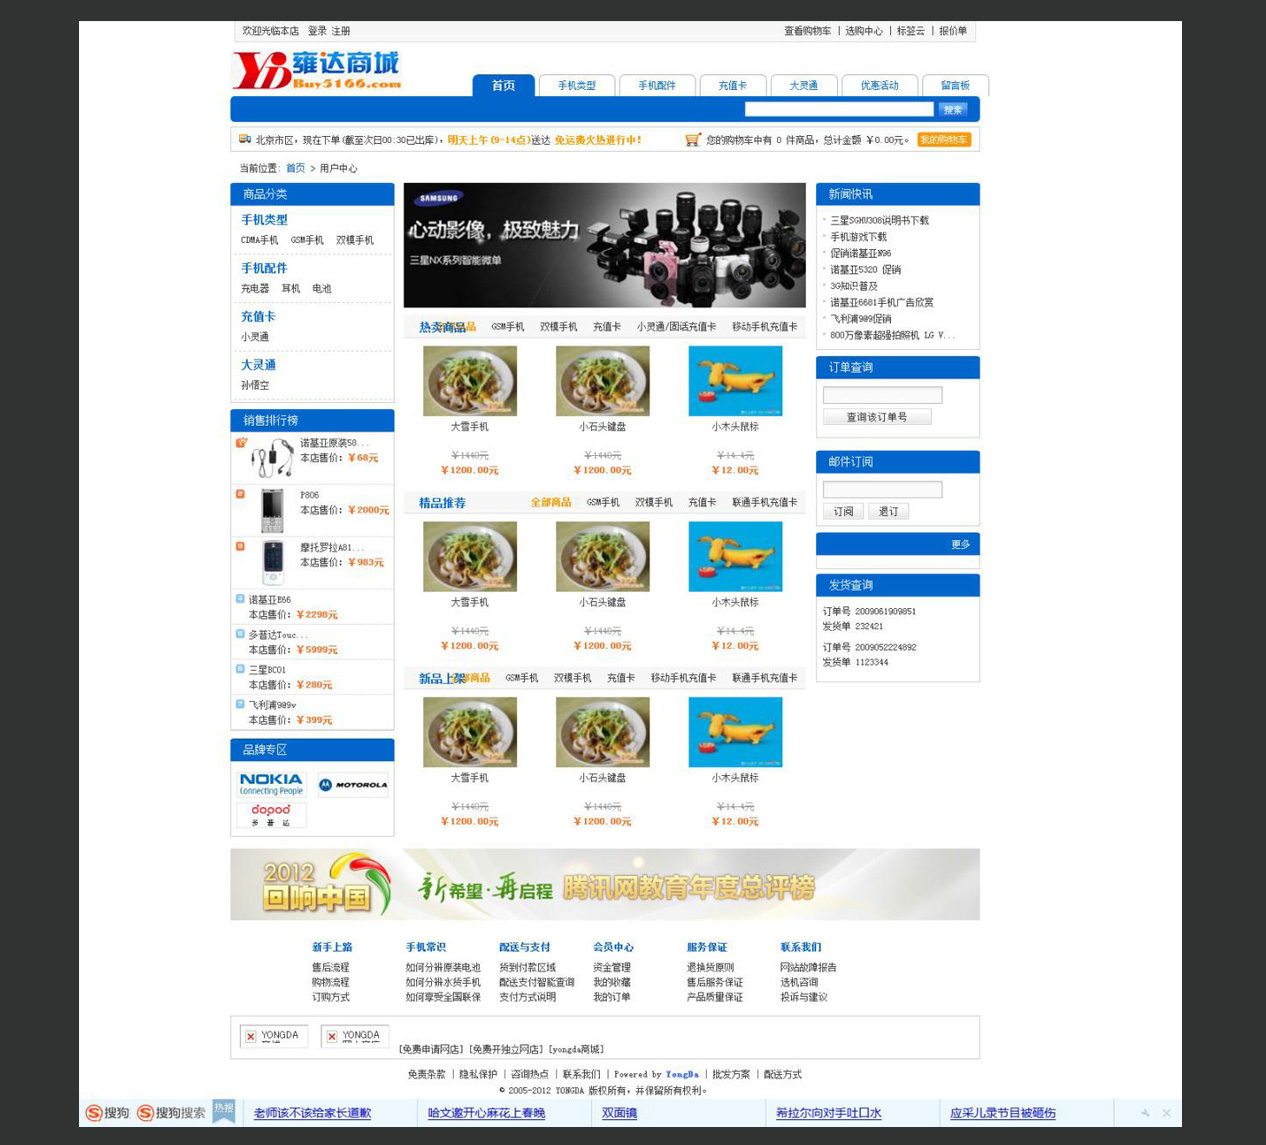 欢迎光临本店 登录 注册
查看购物车 | 选购中心 | 标签云 | 报价单
YD 雍达商城
Buy5166.com
首页 手机类型 手机配件 充值卡 大灵通 优惠活动 留言板
搜索
北京市区，现在下单(截至次日00:30已出库)，明天上午(9-14点)送达 免运费火热进行中！
您的购物车中有 0 件商品，总计金额 ￥0.00元。 我的购物车
当前位置: 首页 > 用户中心
商品分类
手机类型
CDMA手机 GSM手机 双模手机
手机配件
充电器 耳机 电池
充值卡
小灵通
大灵通
孙悟空
销售排行榜
诺基亚原装58...
本店售价：￥68元
P806
本店售价：￥2000元
摩托罗拉A81...
本店售价：￥983元
诺基亚E66
本店售价：￥2298元
多普达Touc...
本店售价：￥5999元
三星BC01
本店售价：￥280元
飞利浦9@9v
本店售价：￥399元
品牌专区
NOKIA
Connecting People
MOTOROLA
dopod
多普达
SAMSUNG
心动影像，极致魅力
三星NX系列智能微单
热卖商品 GSM手机 双模手机 充值卡 小灵通/固话充值卡 移动手机充值卡
大雪手机 小石头键盘 小木头鼠标
￥1440元 ￥1440元 ￥14.4元
￥1200.00元 ￥1200.00元 ￥12.00元
精品推荐 全部商品 GSM手机 双模手机 充值卡 联通手机充值卡
大雪手机 小石头键盘 小木头鼠标
￥1440元 ￥1440元 ￥14.4元
￥1200.00元 ￥1200.00元 ￥12.00元
新品上架 全部商品 GSM手机 双模手机 充值卡 移动手机充值卡 联通手机充值卡
大雪手机 小石头键盘 小木头鼠标
￥1440元 ￥1440元 ￥14.4元
￥1200.00元 ￥1200.00元 ￥12.00元
新闻快讯
三星SGHU308说明书下载
手机游戏下载
促销诺基亚N96
诺基亚5320 促销
3G知识普及
诺基亚6681手机广告欣赏
飞利浦9@9促销
800万像素超强拍照机 LG V...
订单查询
查询该订单号
邮件订阅
订阅 退订
更多
发货查询
订单号 2009061909851
发货单 232421
订单号 2009052224892
发货单 1123344
2012
回响中国
新希望·再启程 腾讯网教育年度总评榜
新手上路 手机常识 配送与支付 会员中心 服务保证 联系我们
售后流程 如何分辨原装电池 货到付款区域 资金管理 退换货原则 网站故障报告
购物流程 如何分辨水货手机 配送支付智能查询 我的收藏 售后服务保证 选机咨询
订购方式 如何享受全国联保 支付方式说明 我的订单 产品质量保证 投诉与建议
YONGDA YONGDA
[免费申请网店] [免费开独立网店] [yongda商城]
免责条款 | 隐私保护 | 咨询热点 | 联系我们 | Powered by YongDa | 批发方案 | 配送方式
© 2005-2012 YONGDA 版权所有，并保留所有权利。
搜狗 搜狗搜索 热搜 老师该不该给家长道歉 哈文邀开心麻花上春晚 双面镜 希拉尔向对手吐口水 应采儿录节目被砸伤